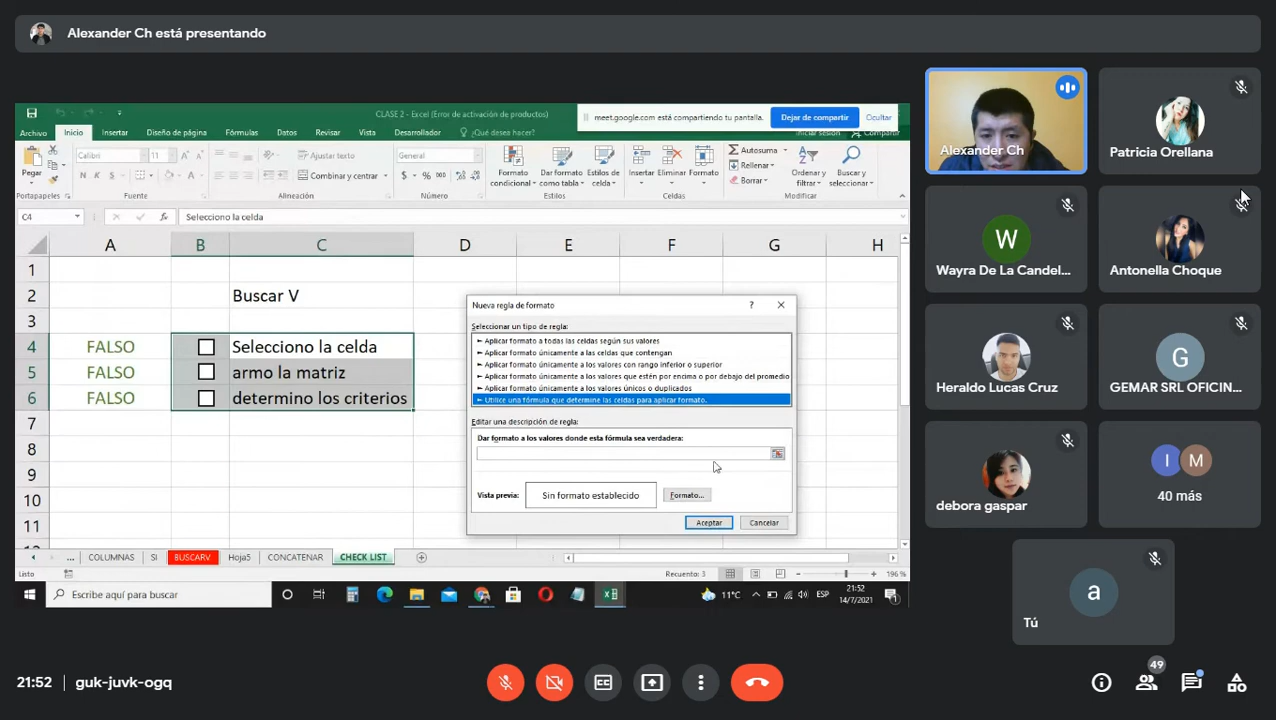 Alexander Ch está presentando
CLASE 2 - Excel (Error de activación de productos)
meet.google.com está compartiendo tu pantalla.
Dejar de compartir
Ocultar
Archivo Inicio Insertar Diseño de página Fórmulas Datos Revisar Vista Desarrollador ¿Qué desea hacer? Iniciar sesión Compartir
Pegar
Portapapeles
Calibri 11
N K S
Fuente
Ajustar texto
Combinar y centrar
Alineación
General
$ % 000
Número
Formato condicional
Dar formato como tabla
Estilos de celda
Estilos
Insertar Eliminar Formato
Celdas
Autosuma
Rellenar
Borrar
Ordenar y filtrar
Buscar y seleccionar
Modificar
C4
fx
Selecciono la celda
A B C D E F G H
1
2 Buscar V
3
4 FALSO Selecciono la celda
5 FALSO armo la matriz
6 FALSO determino los criterios
7
8
9
10
11
Nueva regla de formato ?
Seleccionar un tipo de regla:
Aplicar formato a todas las celdas según sus valores
Aplicar formato únicamente a las celdas que contengan
Aplicar formato únicamente a los valores con rango inferior o superior
Aplicar formato únicamente a los valores que estén por encima o por debajo del promedio
Aplicar formato únicamente a los valores únicos o duplicados
Utilice una fórmula que determine las celdas para aplicar formato.
Editar una descripción de regla:
Dar formato a los valores donde esta fórmula sea verdadera:
Vista previa:
Sin formato establecido
Formato...
Aceptar
Cancelar
... COLUMNAS SI BUSCARV Hoja5 CONCATENAR CHECK LIST
Listo
Recuento: 3
196 %
Escribe aquí para buscar
11°C
ESP
21:52
14/7/2021
1
Alexander Ch
Patricia Orellana
W
Wayra De La Candel...
Antonella Choque
Heraldo Lucas Cruz
G
GEMAR SRL OFICIN...
debora gaspar
I M
40 más
a
Tú
21:52
guk-juvk-ogq
49